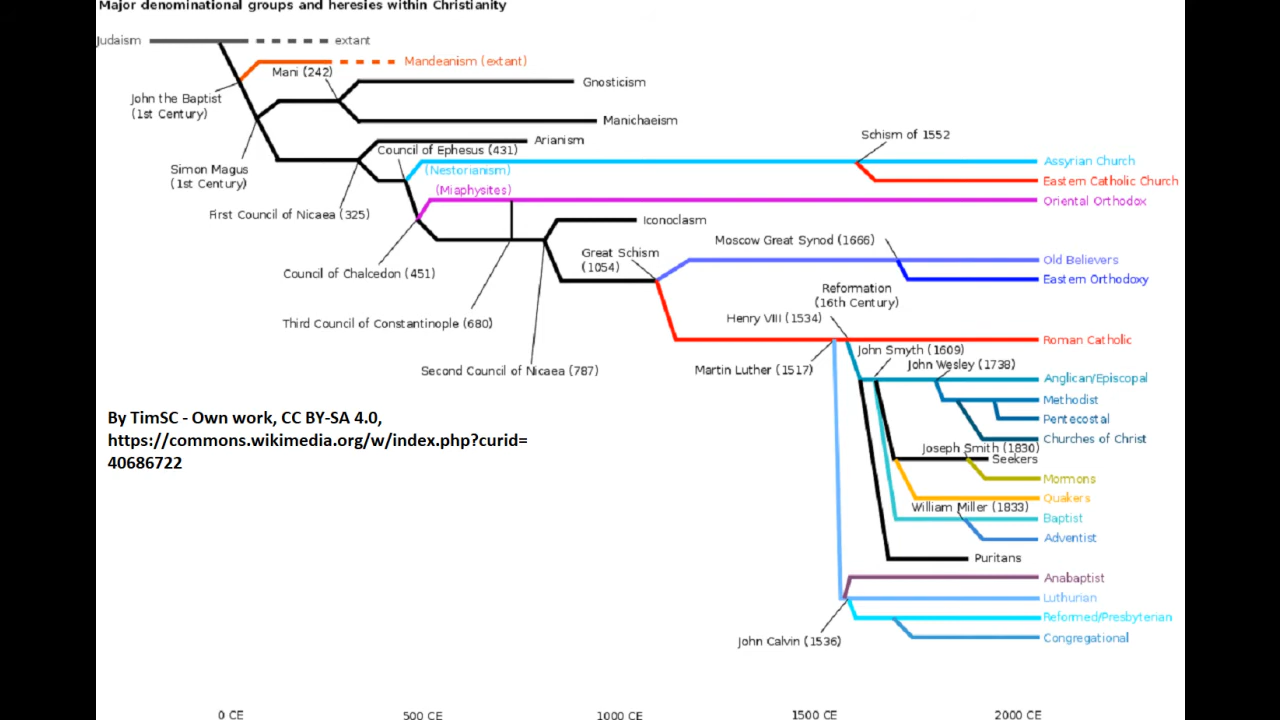 Major denominational groups and heresies within Christianity
Judaism
extant
Mandeanism (extant)
Mani (242)
Gnosticism
John the Baptist
(1st Century)
Manichaeism
Schism of 1552
Arianism
Council of Ephesus (431)
Assyrian Church
Simon Magus
(1st Century)
(Nestorianism)
Eastern Catholic Church
(Miaphysites)
Oriental Orthodox
First Council of Nicaea (325)
Iconoclasm
Moscow Great Synod (1666)
Great Schism
(1054)
Old Believers
Council of Chalcedon (451)
Eastern Orthodoxy
Reformation
(16th Century)
Third Council of Constantinople (680)
Henry VIII (1534)
Roman Catholic
John Smyth (1609)
Second Council of Nicaea (787)
Martin Luther (1517)
John Wesley (1738)
Anglican/Episcopal
Methodist
Pentecostal
By TimSC - Own work, CC BY-SA 4.0,
https://commons.wikimedia.org/w/index.php?curid=
40686722
Churches of Christ
Joseph Smith (1830)
Seekers
Mormons
Quakers
William Miller (1833)
Baptist
Adventist
Puritans
Anabaptist
Luthurian
Reformed/Presbyterian
John Calvin (1536)
Congregational
0 CE
500 CE
1000 CE
1500 CE
2000 CE